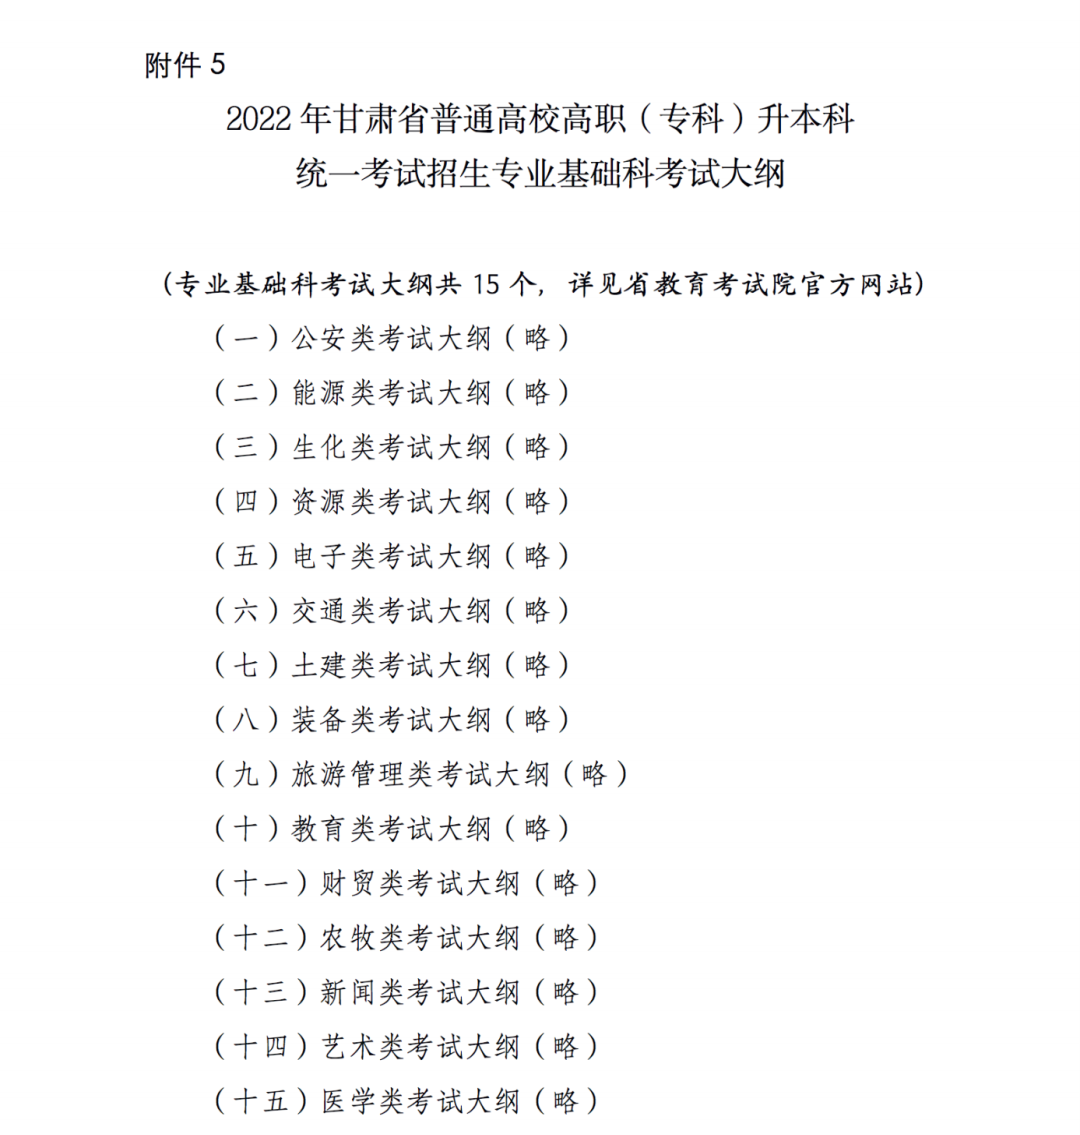 附件 5
2022 年甘肃省普通高校高职（专科）升本科
统一考试招生专业基础科考试大纲
（专业基础科考试大纲共 15 个，详见省教育考试院官方网站）
（一）公安类考试大纲（略）
（二）能源类考试大纲（略）
（三）生化类考试大纲（略）
（四）资源类考试大纲（略）
（五）电子类考试大纲（略）
（六）交通类考试大纲（略）
（七）土建类考试大纲（略）
（八）装备类考试大纲（略）
（九）旅游管理类考试大纲（略）
（十）教育类考试大纲（略）
（十一）财贸类考试大纲（略）
（十二）农牧类考试大纲（略）
（十三）新闻类考试大纲（略）
（十四）艺术类考试大纲（略）
（十五）医学类考试大纲（略）